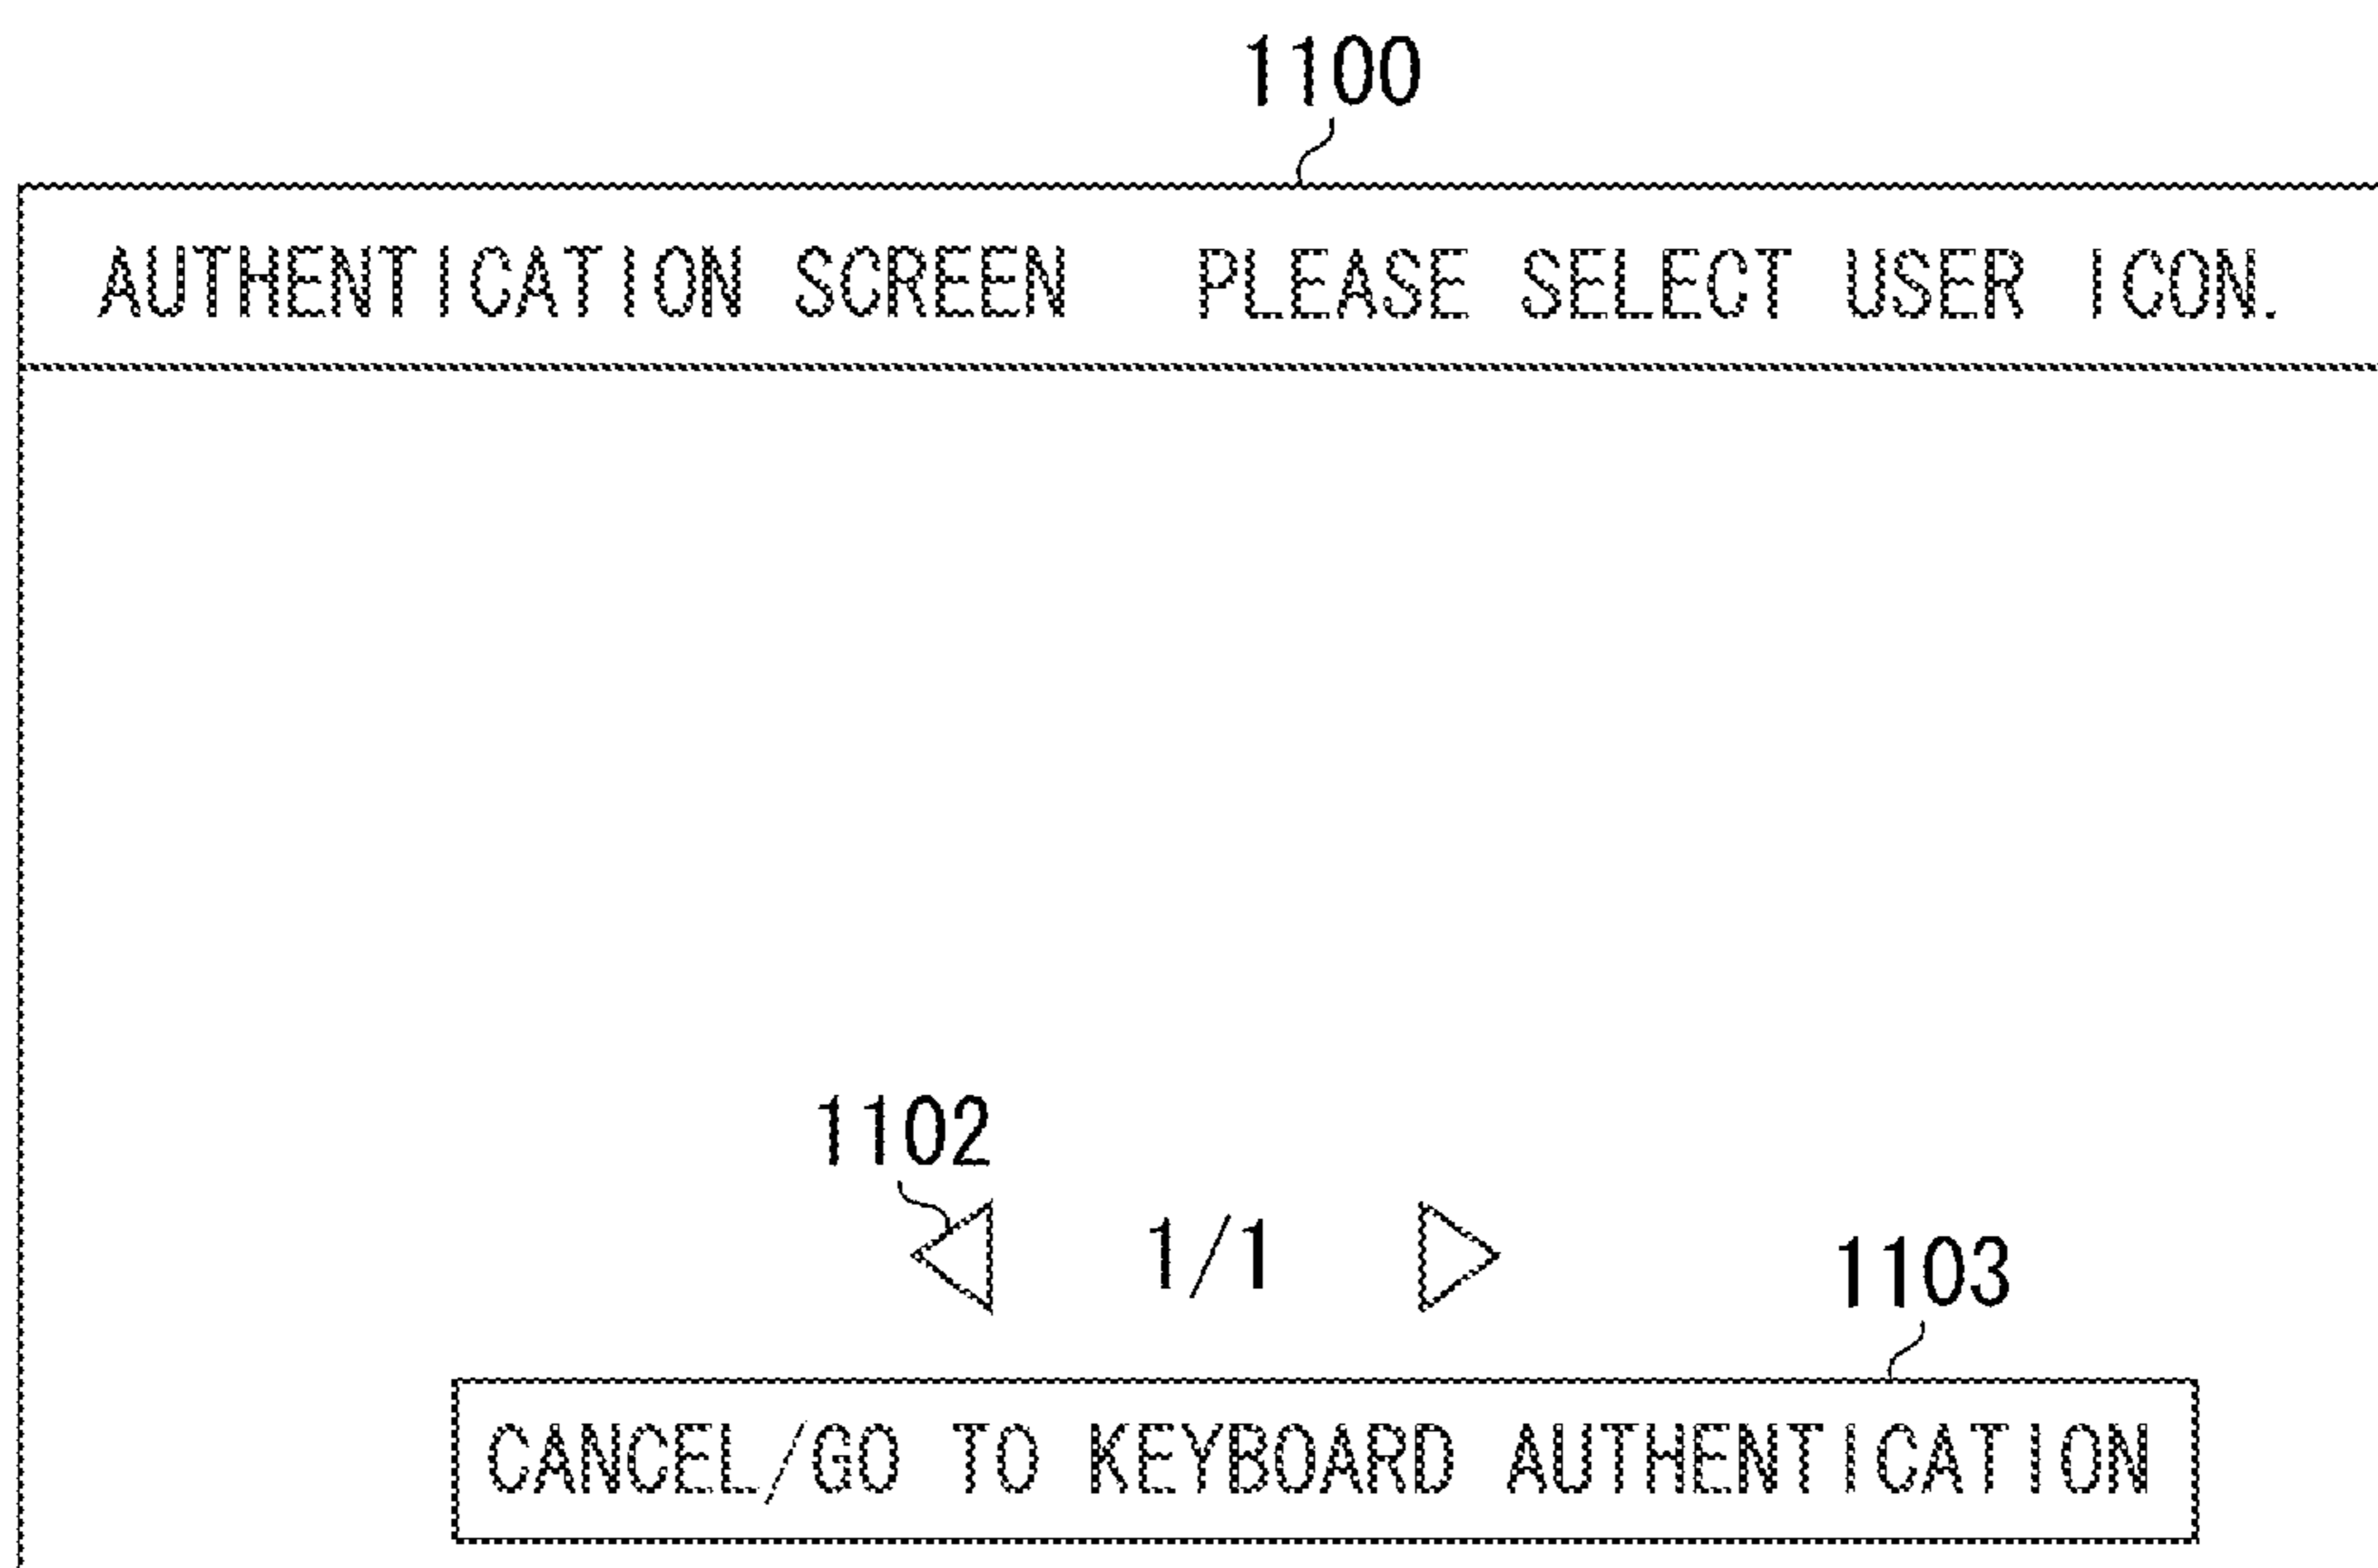 1100
AUTHENTICATION SCREEN PLEASE SELECT USER ICON.
1102
1/1
1103
CANCEL/GO TO KEYBOARD AUTHENTICATION